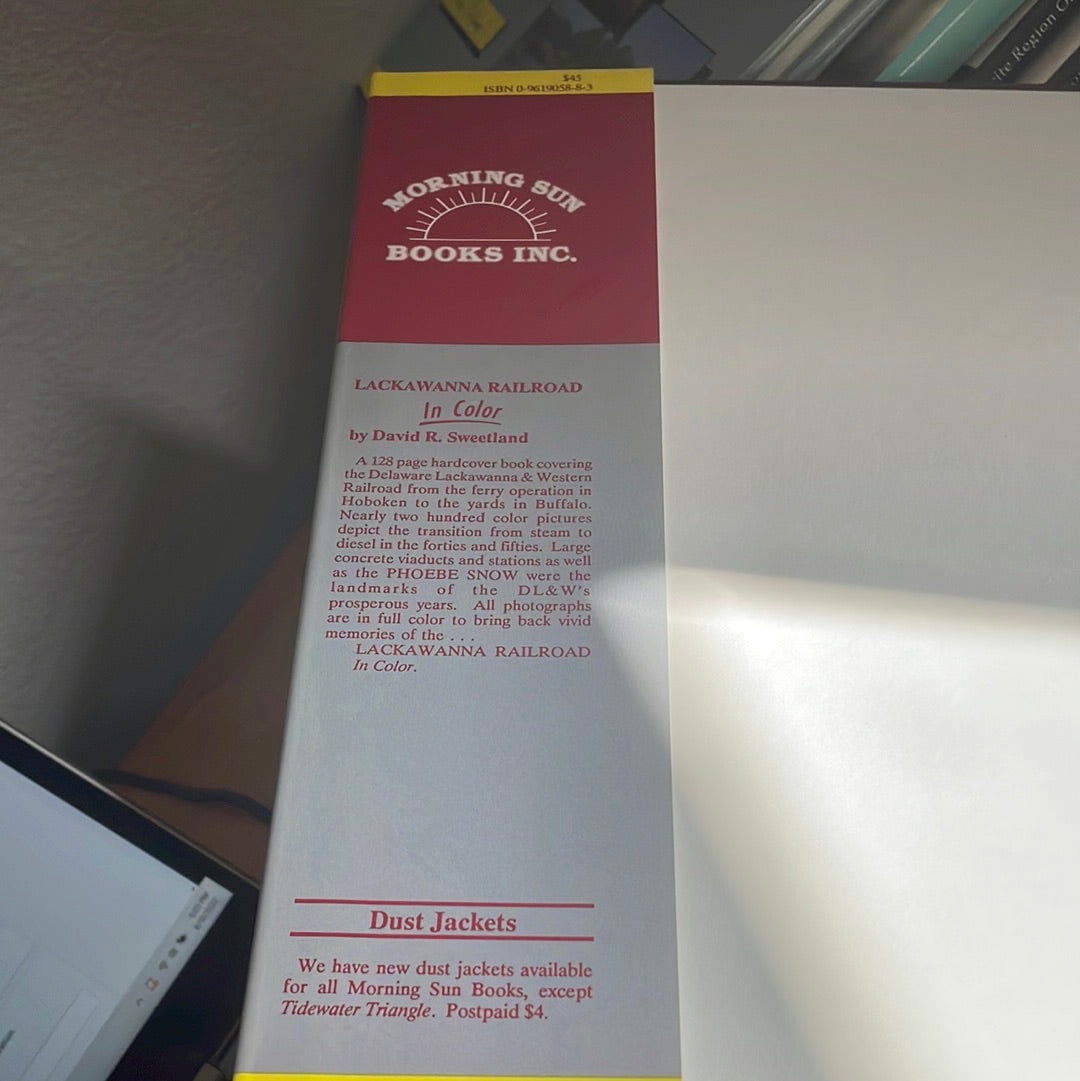 $45
ISBN 0-9619058-8-3
MORNING SUN
BOOKS INC.
LACKAWANNA RAILROAD
In Color
by David R. Sweetland
A 128 page hardcover book covering
the Delaware Lackawanna & Western
Railroad from the ferry operation in
Hoboken to the yards in Buffalo.
Nearly two hundred color pictures
depict the transition from steam to
diesel in the forties and fifties. Large
concrete viaducts and stations as well
as the PHOEBE SNOW were the
landmarks of the DL&W's
prosperous years. All photographs
are in full color to bring back vivid
memories of the . . .
LACKAWANNA RAILROAD
In Color.
Dust Jackets
We have new dust jackets available
for all Morning Sun Books, except
Tidewater Triangle. Postpaid $4.
Region